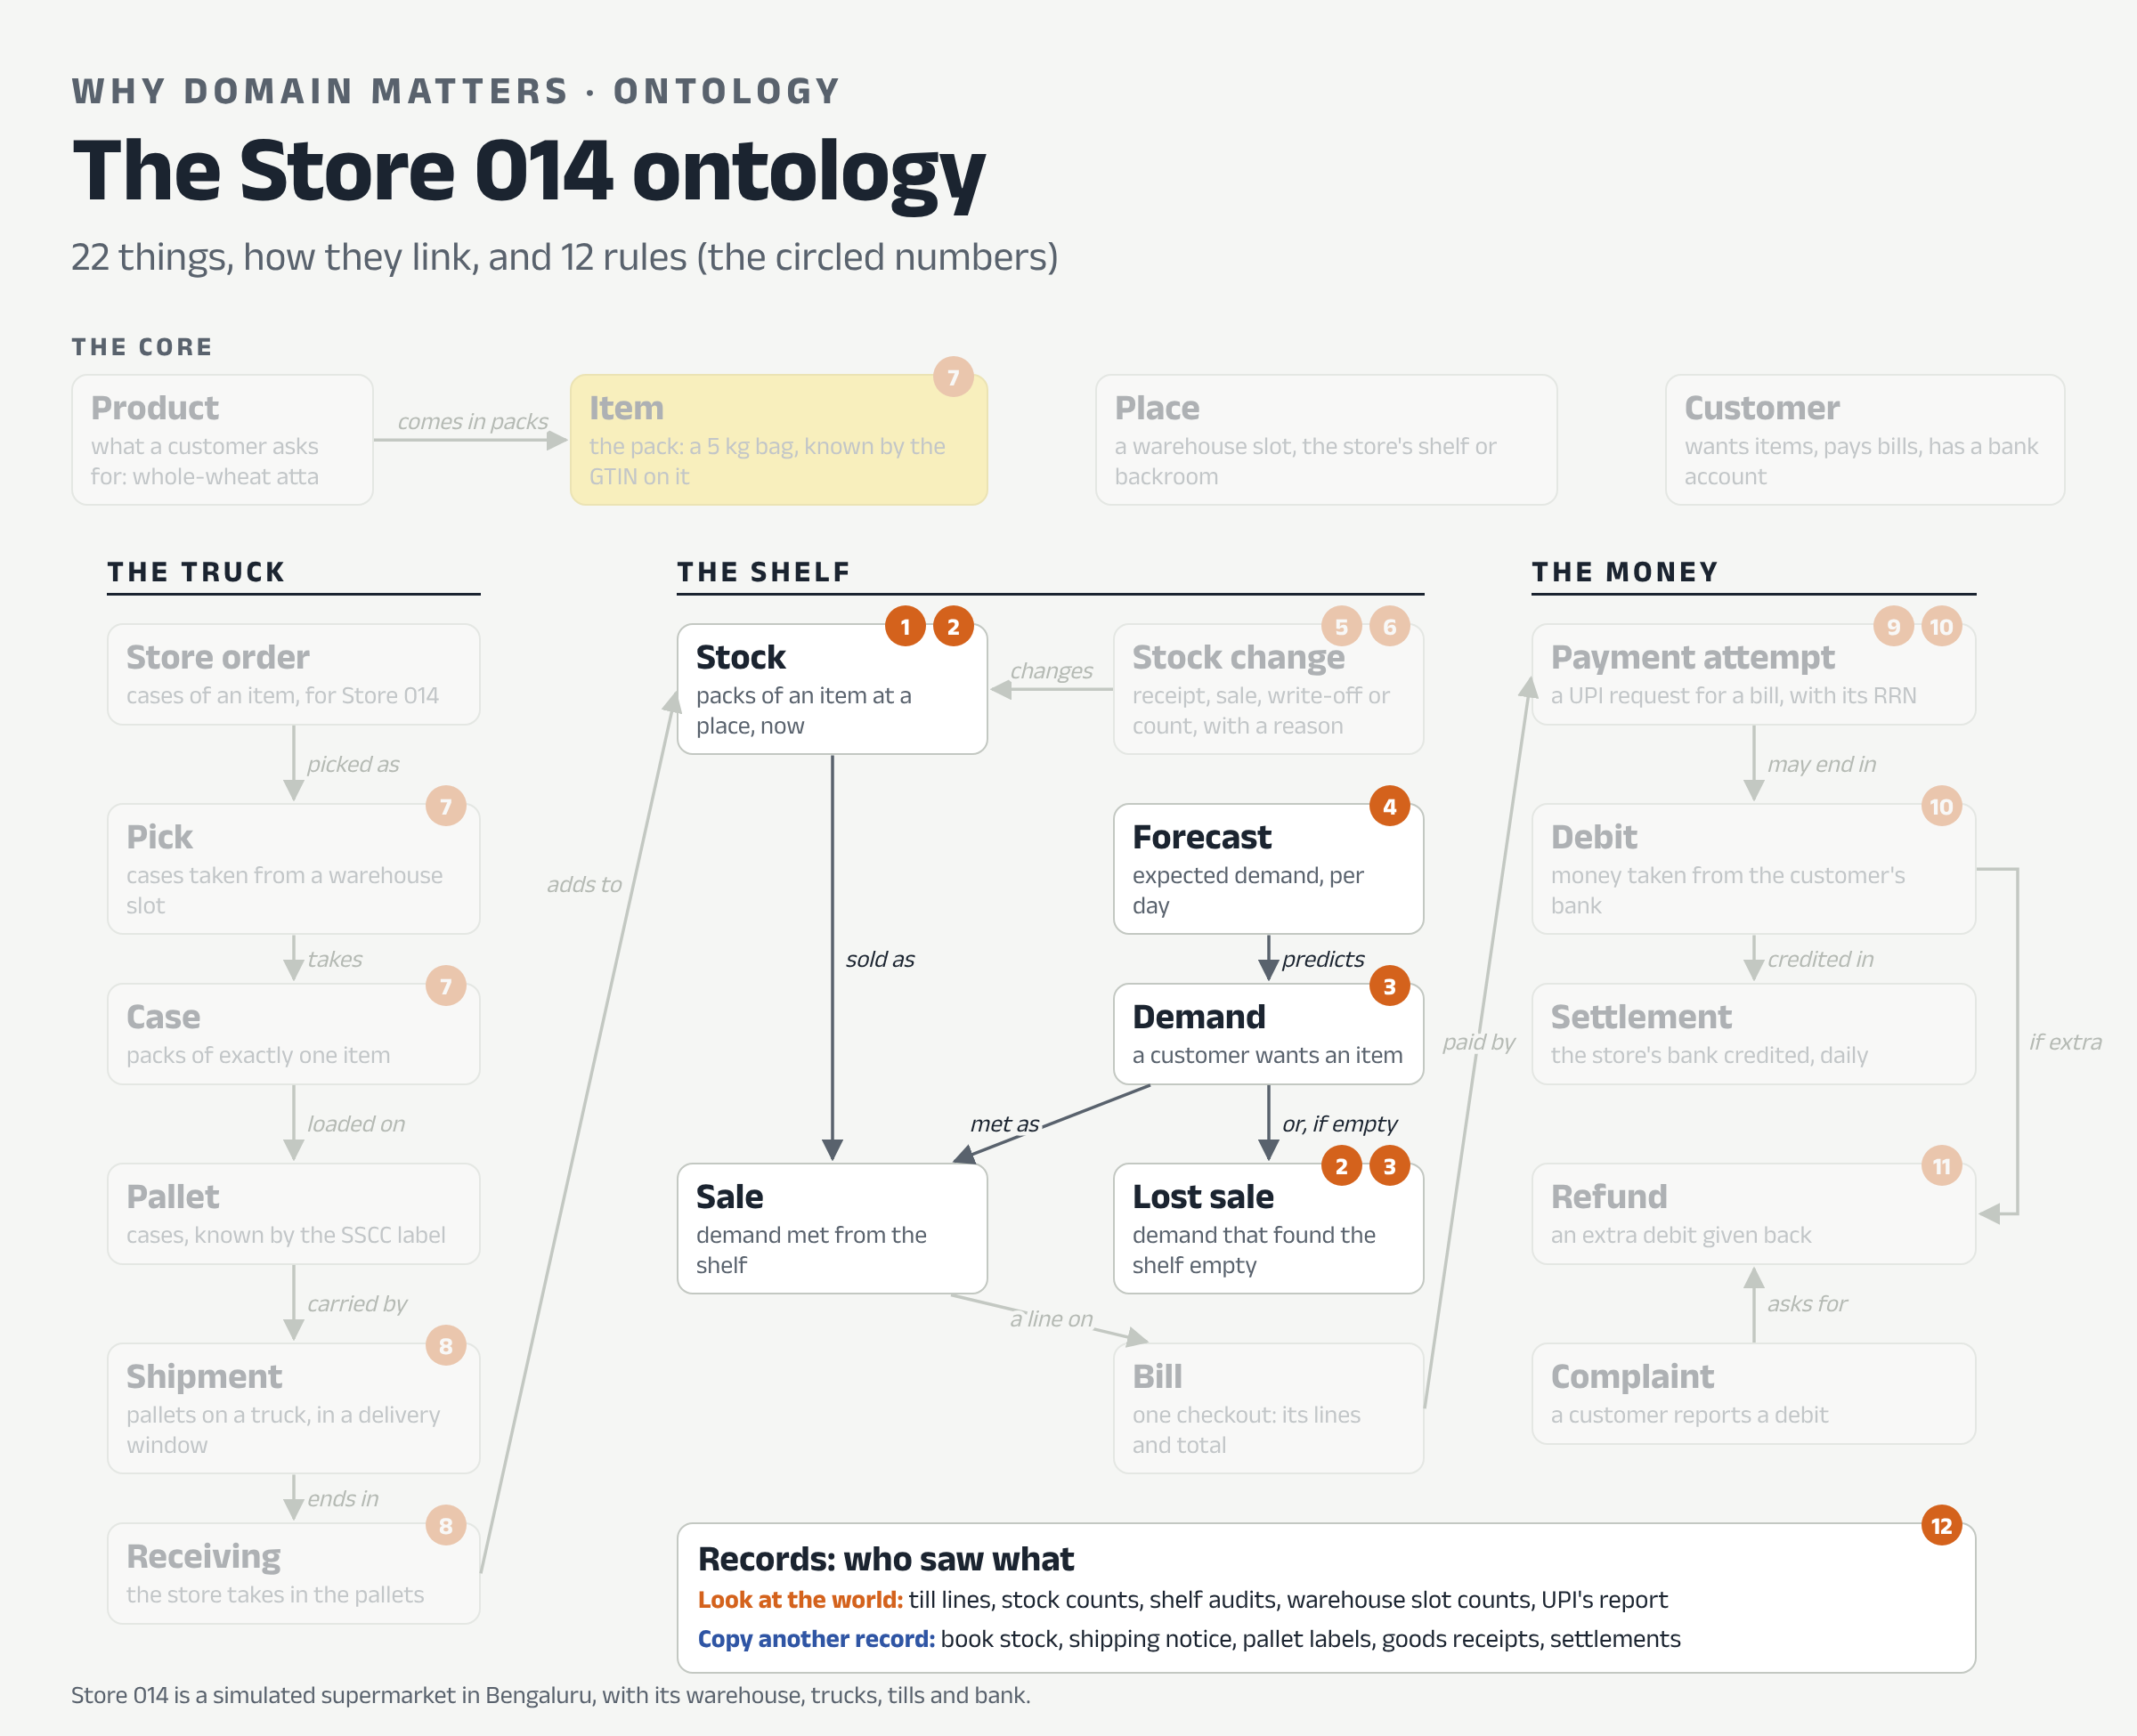 WHY DOMAIN MATTERS · ONTOLOGY
The Store 014 ontology
22 things, how they link, and 12 rules (the circled numbers)
THE CORE
Product
what a customer asks
for: whole-wheat atta
comes in packs
7
Item
the pack: a 5 kg bag, known by the
GTIN on it
Place
a warehouse slot, the store's shelf or
backroom
Customer
wants items, pays bills, has a bank
account
THE TRUCK
Store order
cases of an item, for Store 014
picked as
7
Pick
cases taken from a warehouse
slot
takes
7
Case
packs of exactly one item
loaded on
Pallet
cases, known by the SSCC label
carried by
8
Shipment
pallets on a truck, in a delivery
window
ends in
8
Receiving
the store takes in the pallets
adds to
THE SHELF
1 2
Stock
packs of an item at a
place, now
changes
5 6
Stock change
receipt, sale, write-off or
count, with a reason
sold as
4
Forecast
expected demand, per
day
predicts
3
Demand
a customer wants an item
met as
or, if empty
Sale
demand met from the
shelf
2 3
Lost sale
demand that found the
shelf empty
a line on
Bill
one checkout: its lines
and total
paid by
THE MONEY
9 10
Payment attempt
a UPI request for a bill, with its RRN
may end in
10
Debit
money taken from the customer's
bank
credited in
Settlement
the store's bank credited, daily
if extra
11
Refund
an extra debit given back
asks for
Complaint
a customer reports a debit
12
Records: who saw what
Look at the world: till lines, stock counts, shelf audits, warehouse slot counts, UPI's report
Copy another record: book stock, shipping notice, pallet labels, goods receipts, settlements
Store 014 is a simulated supermarket in Bengaluru, with its warehouse, trucks, tills and bank.